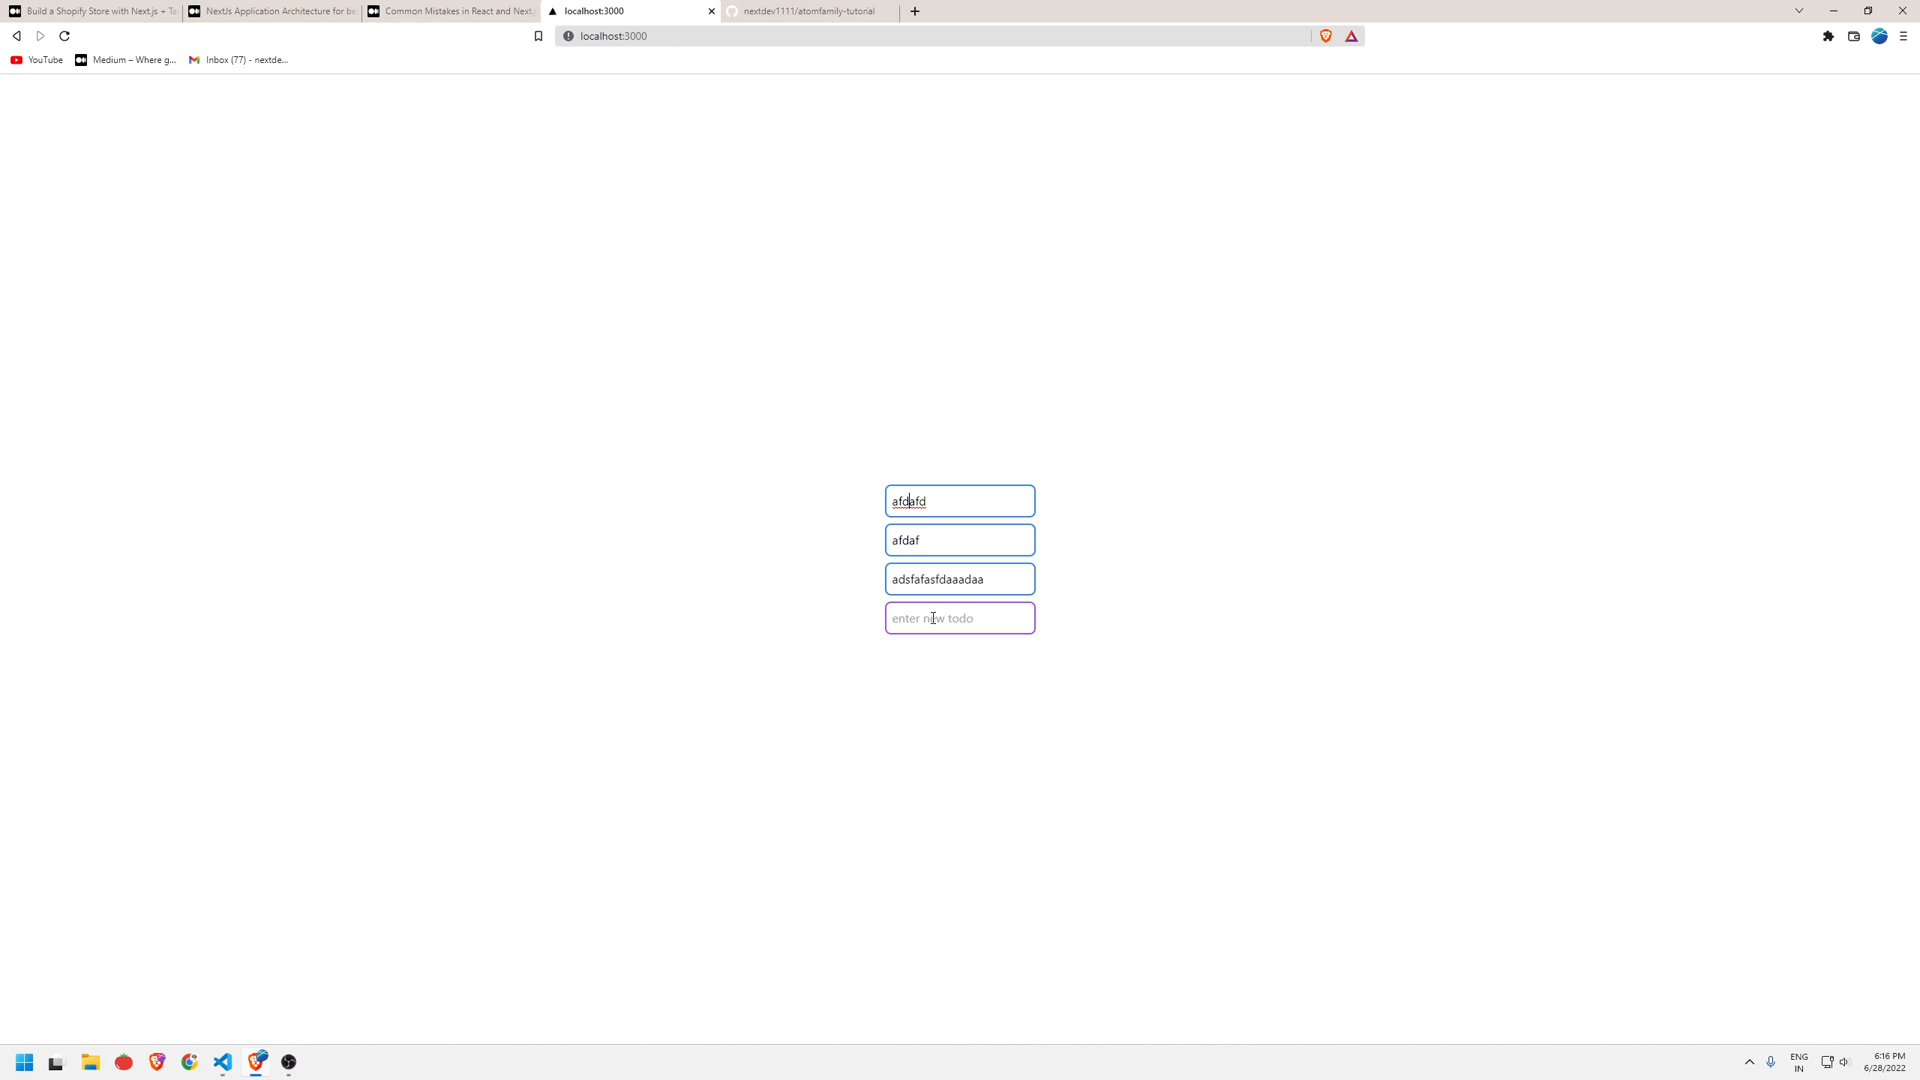 Build a Shopify Store with Next.js + Ta
NextJs Application Architecture for be
Common Mistakes in React and Next.
localhost:3000
nextdev1111/atomfamily-tutorial
localhost:3000
YouTube
Medium – Where g...
Inbox (77) - nextde...
afdafd
afdaf
adsfafasfdaaadaa
enter new todo
ENG
IN
6:16 PM
6/28/2022